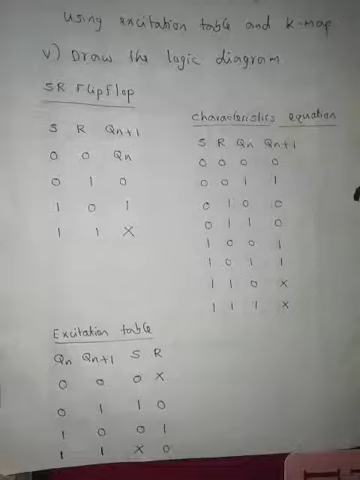 Using excitation table and K-map
v) Draw the logic diagram
SR FlipFlop
S R Qn+1
0 0 Qn
0 1 0
1 0 1
1 1 X
Characteristics equation
S R Qn Qn+1
0 0 0 0
0 0 1 1
0 1 0 0
0 1 1 0
1 0 0 1
1 0 1 1
1 1 0 x
1 1 1 x
Excitation table
Qn Qn+1 S R
0 0 0 X
0 1 1 0
1 0 0 1
1 1 X 0